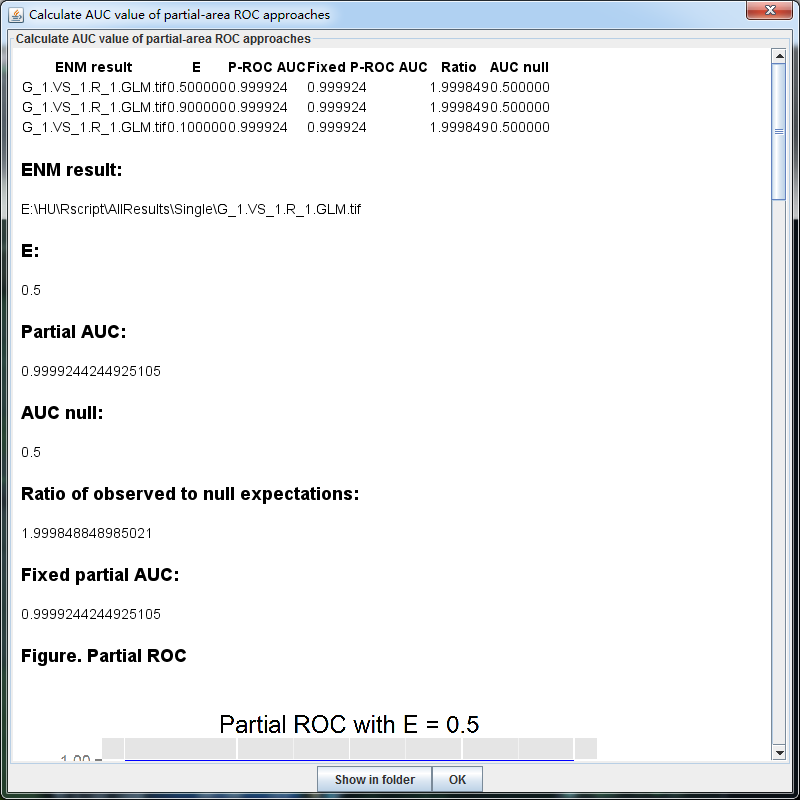 Calculate AUC value of partial-area ROC approaches
Calculate AUC value of partial-area ROC approaches
ENM result E P-ROC AUC Fixed P-ROC AUC Ratio AUC null
G_1.VS_1.R_1.GLM.tif 0.500000 0.999924 0.999924 1.999849 0.500000
G_1.VS_1.R_1.GLM.tif 0.900000 0.999924 0.999924 1.999849 0.500000
G_1.VS_1.R_1.GLM.tif 0.100000 0.999924 0.999924 1.999849 0.500000
ENM result:
E:\HU\Rscript\AllResults\Single\G_1.VS_1.R_1.GLM.tif
E:
0.5
Partial AUC:
0.9999244244925105
AUC null:
0.5
Ratio of observed to null expectations:
1.999848848985021
Fixed partial AUC:
0.9999244244925105
Figure. Partial ROC
Partial ROC with E = 0.5
1.00
Show in folder OK